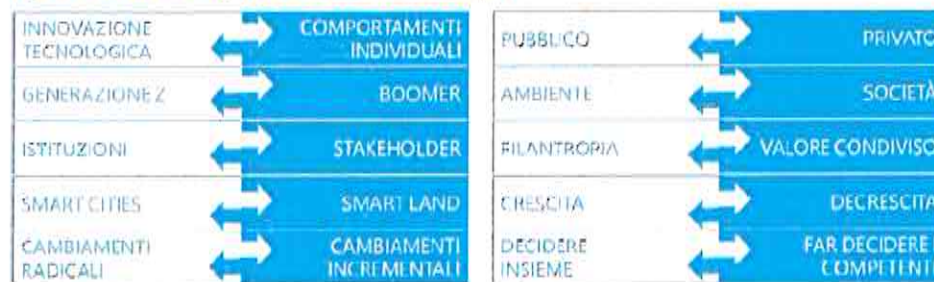 INNOVAZIONE
TECNOLOGICA
COMPORTAMENTI
INDIVIDUALI
GENERAZIONE Z
BOOMER
ISTITUZIONI
STAKEHOLDER
SMART CITIES
SMART LAND
CAMBIAMENTI
RADICALI
CAMBIAMENTI
INCREMENTALI
PUBBLICO
PRIVATO
AMBIENTE
SOCIETÀ
FILANTROPIA
VALORE CONDIVISO
CRESCITA
DECRESCITA
DECIDERE
INSIEME
FAR DECIDERE I
COMPETENTI